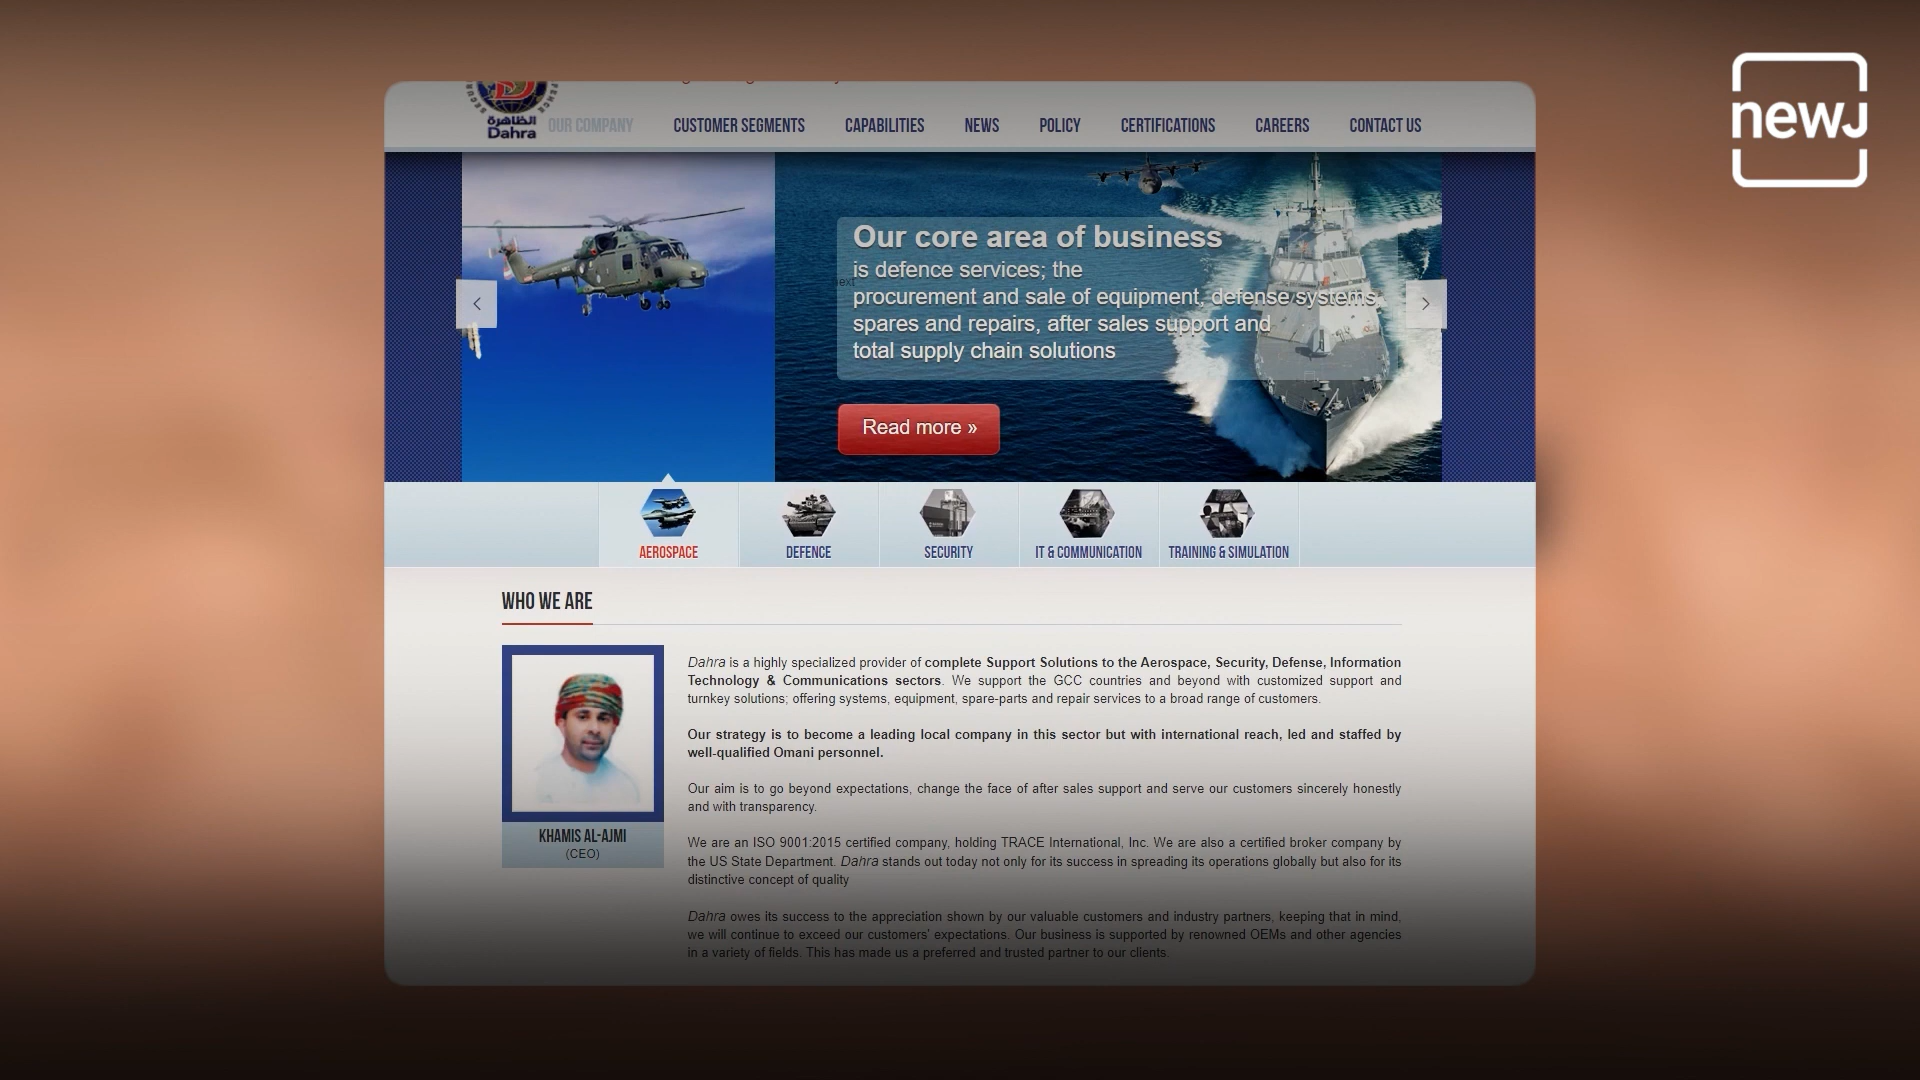 newJ
الظاهرة
Dahra
OUR COMPANY
CUSTOMER SEGMENTS
CAPABILITIES
NEWS
POLICY
CERTIFICATIONS
CAREERS
CONTACT US
Our core area of business
is defence services; the
procurement and sale of equipment, defense systems,
spares and repairs, after sales support and
total supply chain solutions
Read more »
AEROSPACE
DEFENCE
SECURITY
IT & COMMUNICATION
TRAINING & SIMULATION
WHO WE ARE
KHAMIS AL-AJMI
(CEO)
Dahra is a highly specialized provider of complete Support Solutions to the Aerospace, Security, Defense, Information
Technology & Communications sectors. We support the GCC countries and beyond with customized support and
turnkey solutions; offering systems, equipment, spare-parts and repair services to a broad range of customers.
Our strategy is to become a leading local company in this sector but with international reach, led and staffed by
well-qualified Omani personnel.
Our aim is to go beyond expectations, change the face of after sales support and serve our customers sincerely honestly
and with transparency.
We are an ISO 9001:2015 certified company, holding TRACE International, Inc. We are also a certified broker company by
the US State Department. Dahra stands out today not only for its success in spreading its operations globally but also for its
distinctive concept of quality
Dahra owes its success to the appreciation shown by our valuable customers and industry partners, keeping that in mind,
we will continue to exceed our customers' expectations. Our business is supported by renowned OEMs and other agencies
in a variety of fields. This has made us a preferred and trusted partner to our clients.